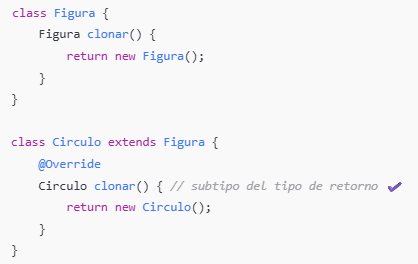 class Figura {
    Figura clonar() {
        return new Figura();
    }
}

class Circulo extends Figura {
    @Override
    Circulo clonar() { // subtipo del tipo de retorno ✔
        return new Circulo();
    }
}